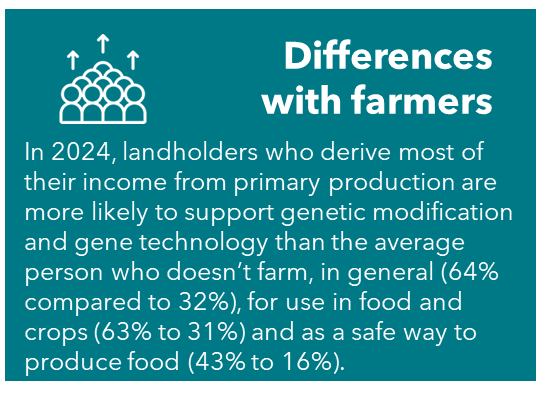 Differences
with farmers
In 2024, landholders who derive most of
their income from primary production are
more likely to support genetic modification
and gene technology than the average
person who doesn’t farm, in general (64%
compared to 32%), for use in food and
crops (63% to 31%) and as a safe way to
produce food (43% to 16%).